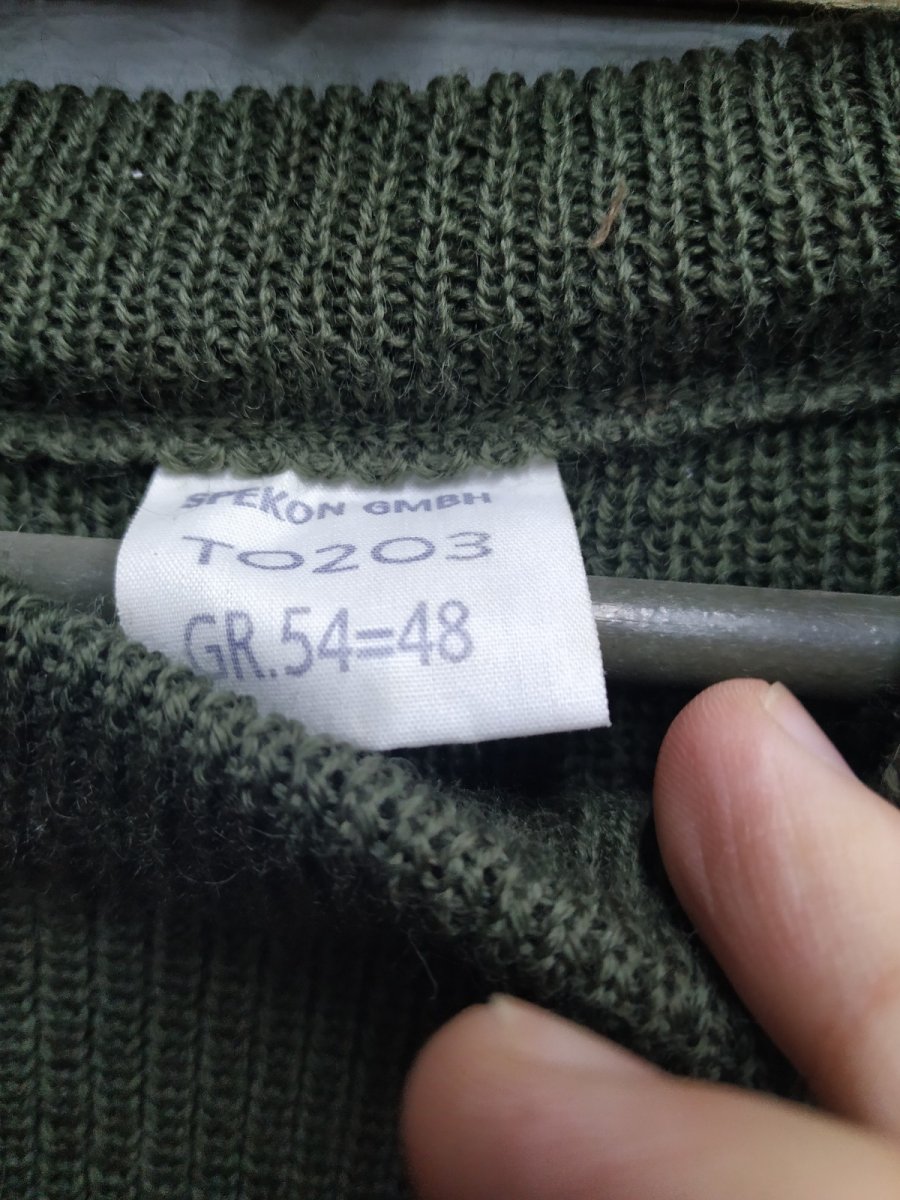 SPEKON GMBH
T0203
GR.54=48